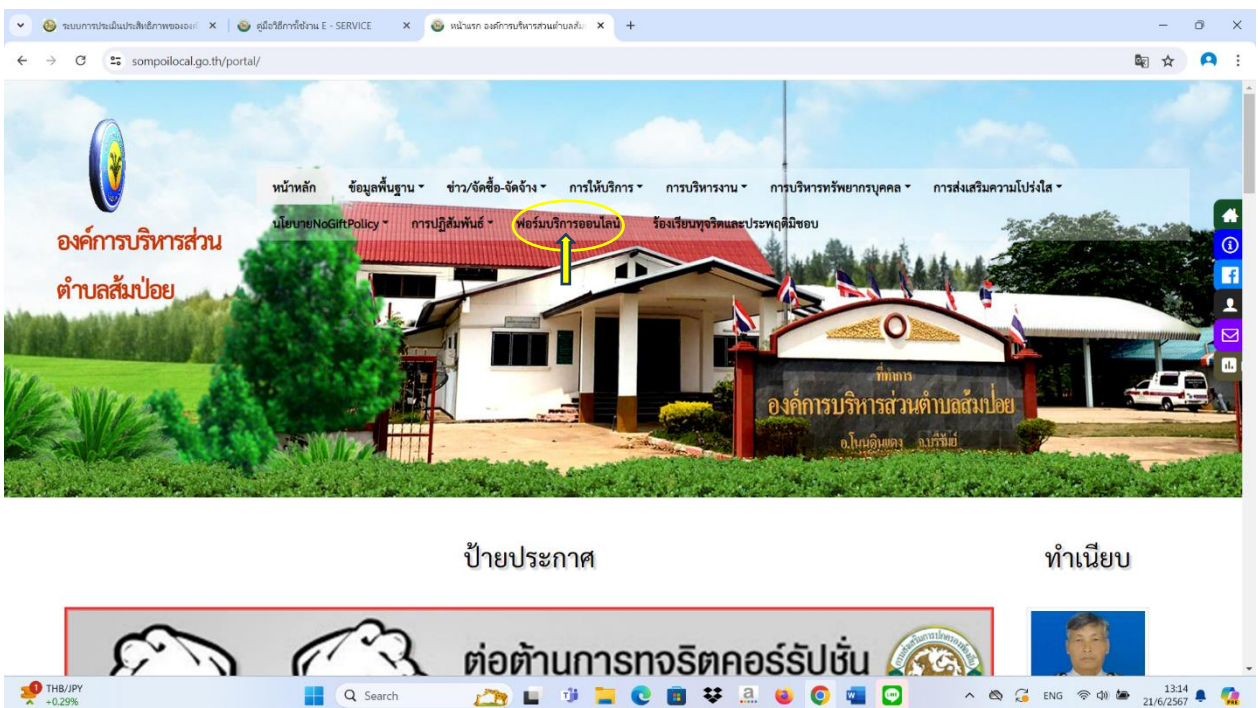 ระบบการประเมินประสิทธิภาพขององค์
คู่มือวิธีการใช้งาน E - SERVICE
หน้าแรก องค์การบริหารส่วนตำบลส้ม
sompoilocal.go.th/portal/
หน้าหลัก ข้อมูลพื้นฐาน ข่าว/จัดซื้อ-จัดจ้าง การให้บริการ การบริหารงาน การบริหารทรัพยากรบุคคล การส่งเสริมความโปร่งใส
นโยบายNoGiftPolicy การปฏิสัมพันธ์ ฟอร์มบริการออนไลน์ ร้องเรียนทุจริตและประพฤติมิชอบ
องค์การบริหารส่วน
ตำบลส้มป่อย
ที่ทำการ
องค์การบริหารส่วนตำบลส้มป่อย
อ.โนนดินแดง จ.บุรีรัมย์
ป้ายประกาศ
ทำเนียบ
ต่อต้านการทุจริตคอร์รัปชั่น
THB/JPY
+0.29%
Search
ENG
13:14
21/6/2567